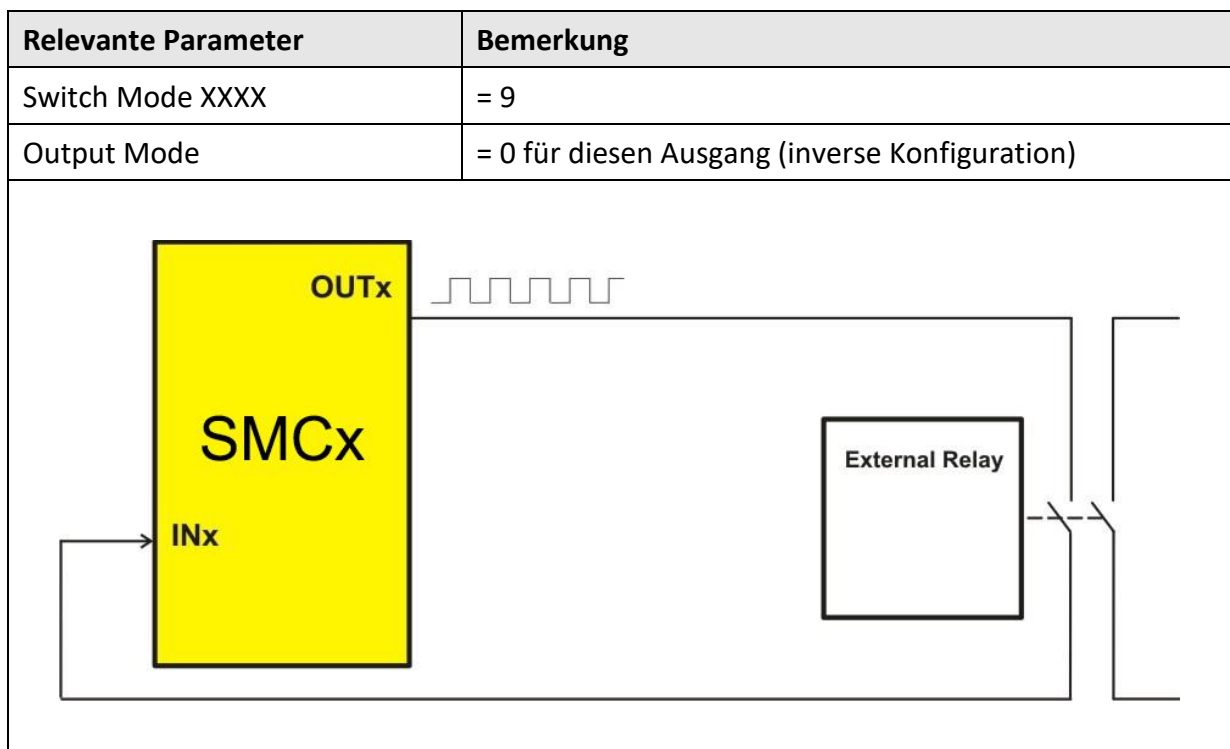 Relevante Parameter Bemerkung
Switch Mode XXXX = 9
Output Mode = 0 für diesen Ausgang (inverse Konfiguration)
OUTx
SMCx
External Relay
INx